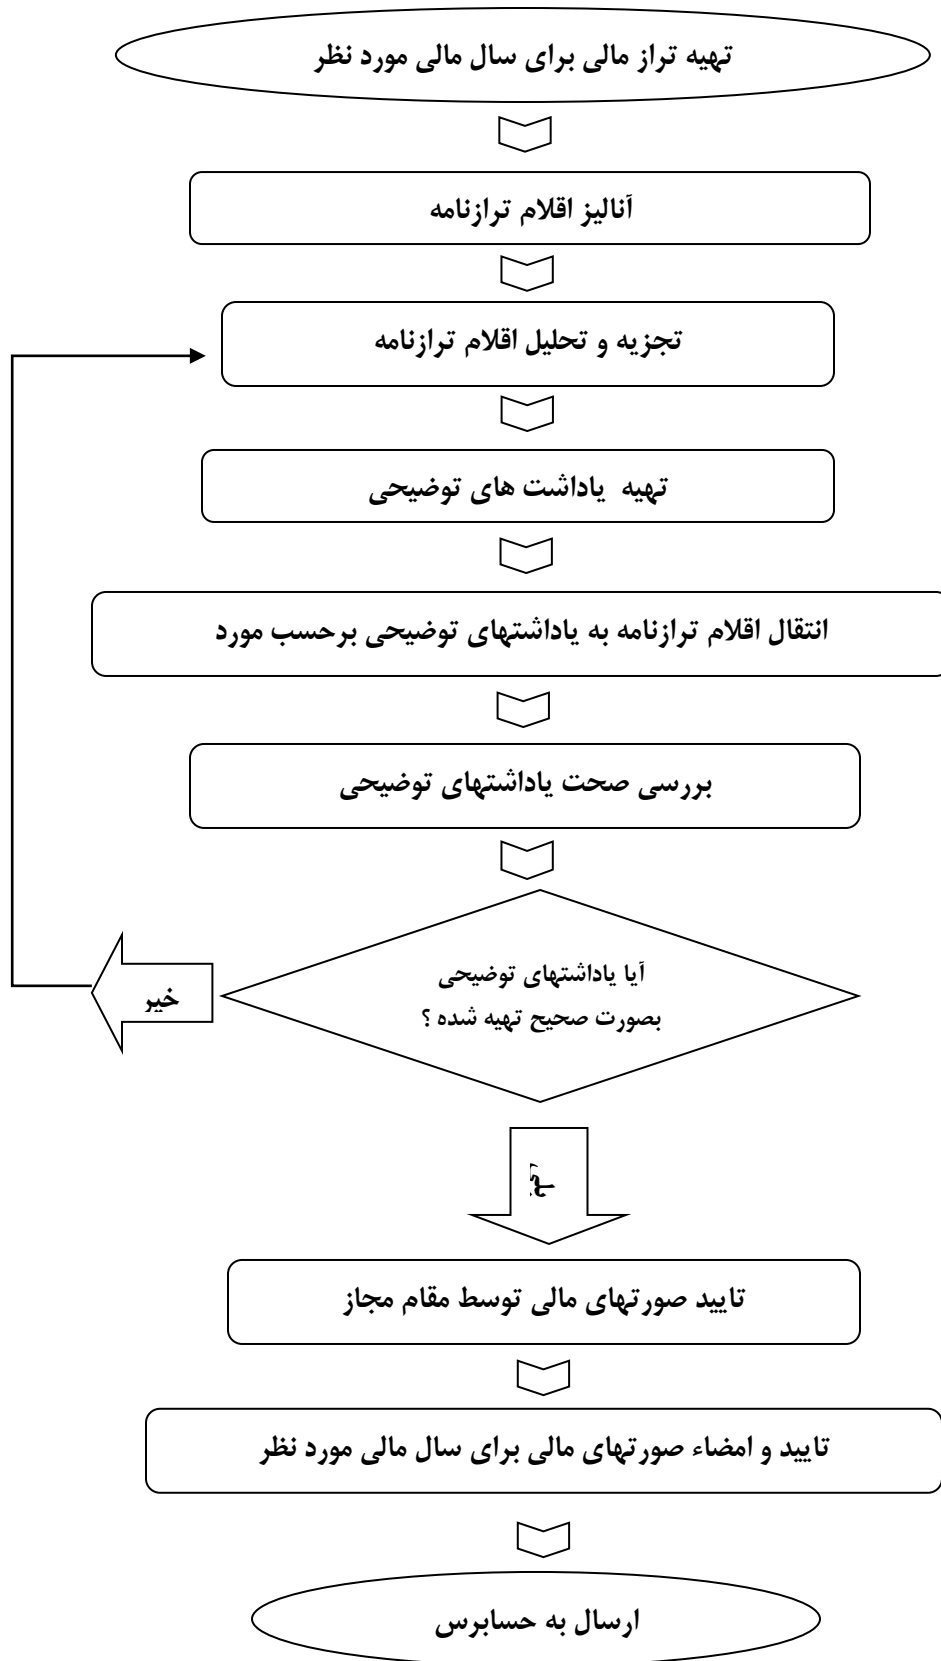 تهیه تراز مالی برای سال مالی مورد نظر
آنالیز اقلام ترازنامه
تجزیه و تحلیل اقلام ترازنامه
تهیه یاداشت های توضیحی
انتقال اقلام ترازنامه به یاداشتهای توضیحی برحسب مورد
بررسی صحت یاداشتهای توضیحی
آیا یاداشتهای توضیحی
بصورت صحیح تهیه شده ؟
خیر
تایید صورتهای مالی توسط مقام مجاز
تایید و امضاء صورتهای مالی برای سال مالی مورد نظر
ارسال به حسابرس